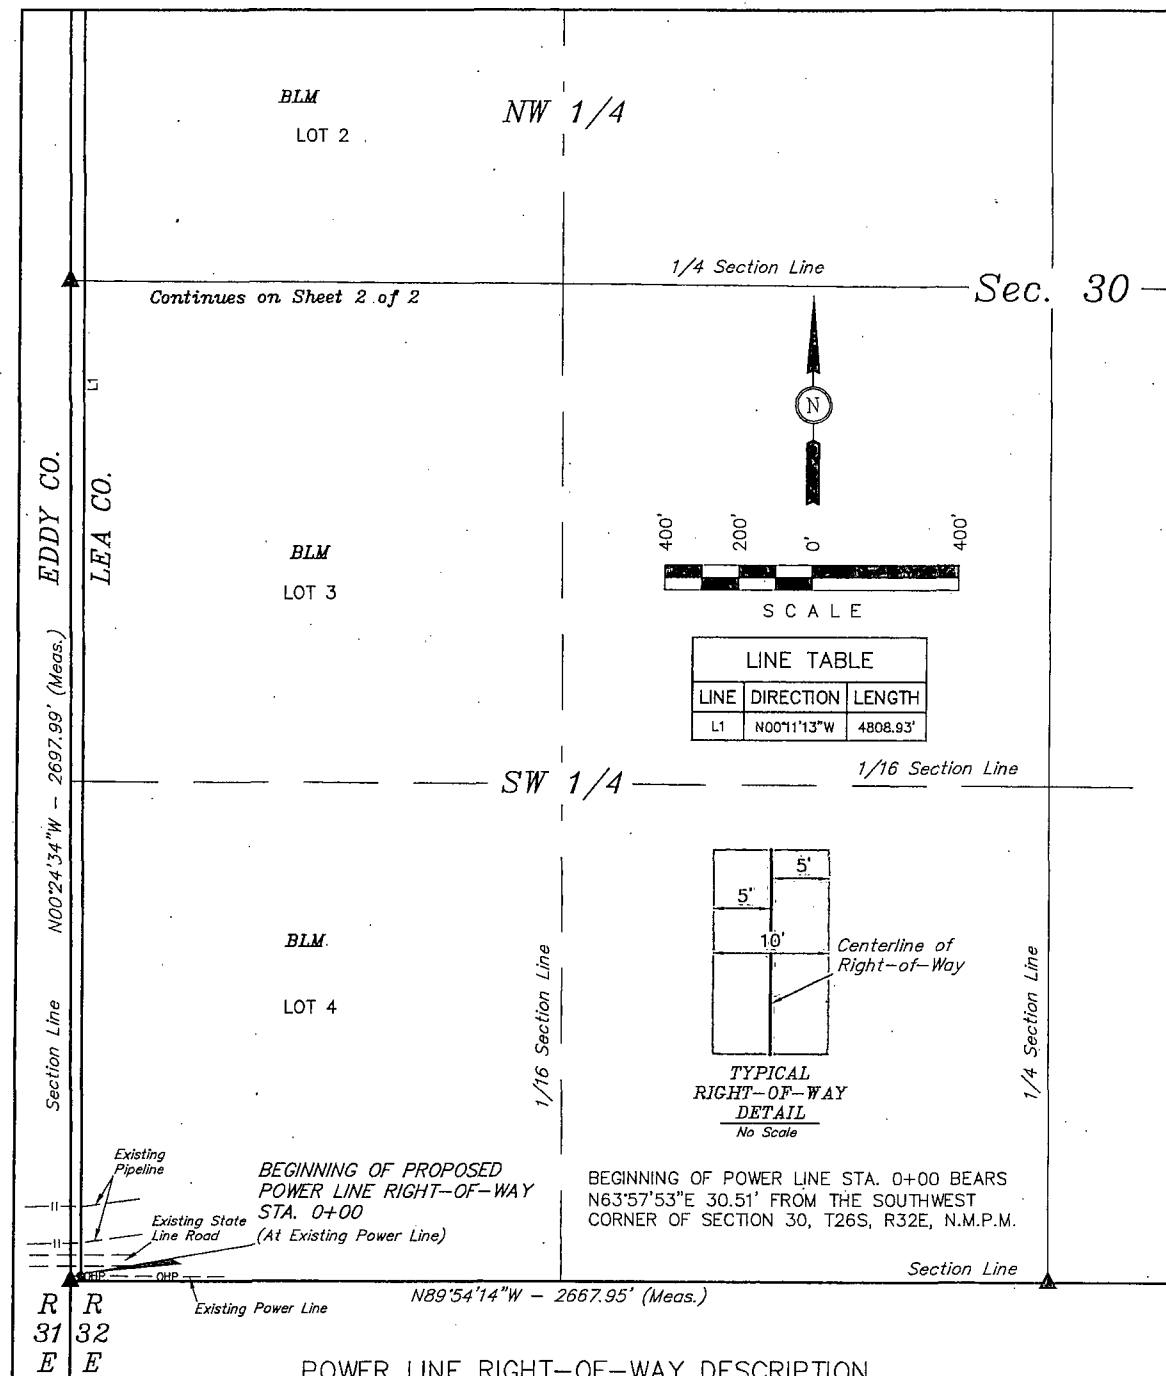 BLM
LOT 2
NW 1/4
1/4 Section Line
Continues on Sheet 2 of 2
Sec. 30
L1
N
EDDY CO.
LEA CO.
BLM
LOT 3
400'
200'
0'
400'
SCALE
LINE TABLE
LINE DIRECTION LENGTH
L1 N00°11'13"W 4808.93'
N00°24'34"W - 2697.99' (Meas.)
SW 1/4
1/16 Section Line
5'
5'
10'
Centerline of
Right-of-Way
BLM
LOT 4
Section Line
1/16 Section Line
1/4 Section Line
TYPICAL
RIGHT-OF-WAY
DETAIL
No Scale
Existing
Pipeline
BEGINNING OF PROPOSED
POWER LINE RIGHT-OF-WAY
STA. 0+00
(At Existing Power Line)
BEGINNING OF POWER LINE STA. 0+00 BEARS
N63°57'53"E 30.51' FROM THE SOUTHWEST
CORNER OF SECTION 30, T26S, R32E, N.M.P.M.
Existing State
Line Road
OHP
OHP
Section Line
Existing Power Line
N89°54'14"W - 2667.95' (Meas.)
R R
31 32
E E
POWER LINE RIGHT-OF-WAY DESCRIPTION